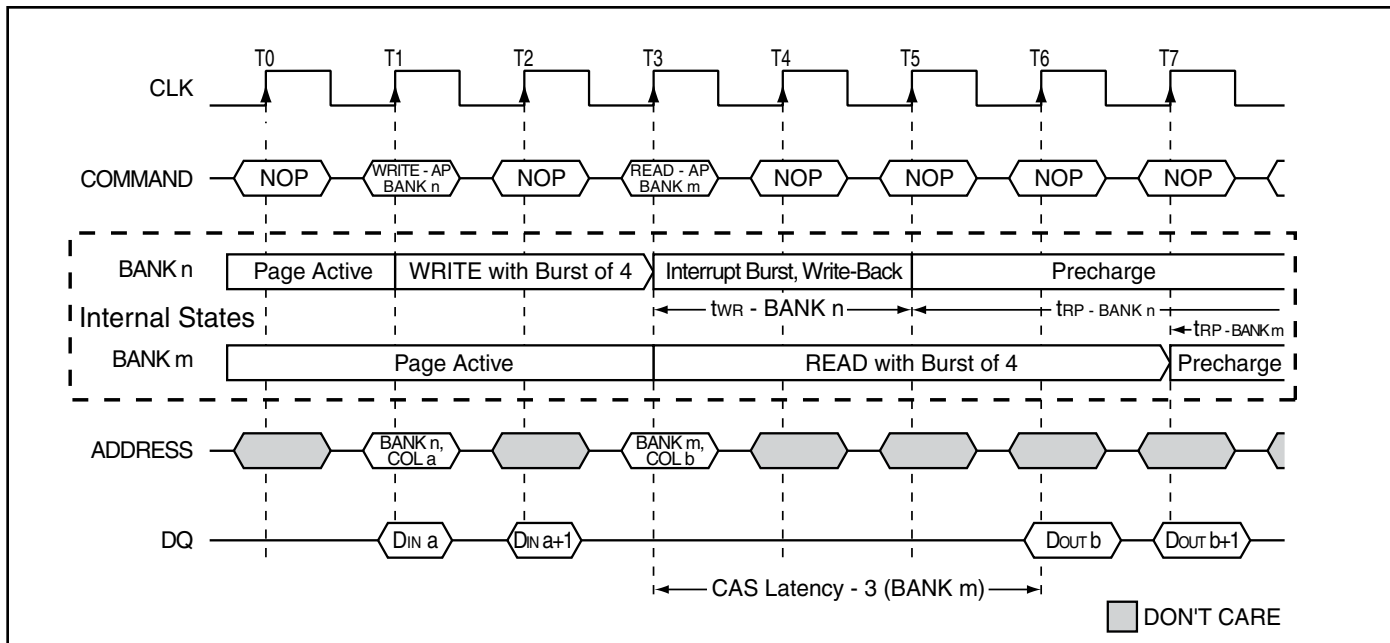 T0 T1 T2 T3 T4 T5 T6 T7
CLK
COMMAND NOP WRITE - AP BANK n NOP READ - AP BANK m NOP NOP NOP NOP
BANK n Page Active WRITE with Burst of 4 Interrupt Burst, Write-Back Precharge
tWR - BANK n tRP - BANK n
Internal States
tRP - BANK m
BANK m Page Active READ with Burst of 4 Precharge
ADDRESS BANK n, COL a BANK m, COL b
DQ DIN a DIN a+1 DOUT b DOUT b+1
CAS Latency - 3 (BANK m)
DON'T CARE